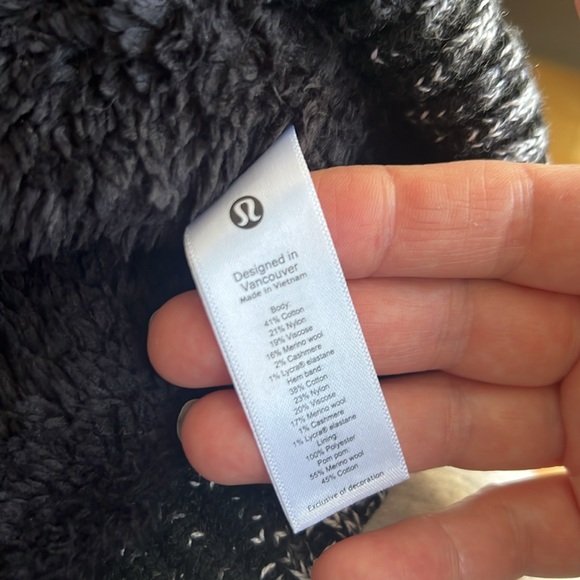 Designed in
Vancouver
Made in Vietnam
Body:
41% Cotton
21% Nylon
19% Viscose
16% Merino wool
2% Cashmere
1% Lycra® elastane
Hem band:
38% Cotton
23% Nylon
20% Viscose
17% Merino wool
1% Cashmere
1% Lycra® elastane
Lining:
100% Polyester
Pom pom:
55% Merino wool
45% Cotton
Exclusive of decoration